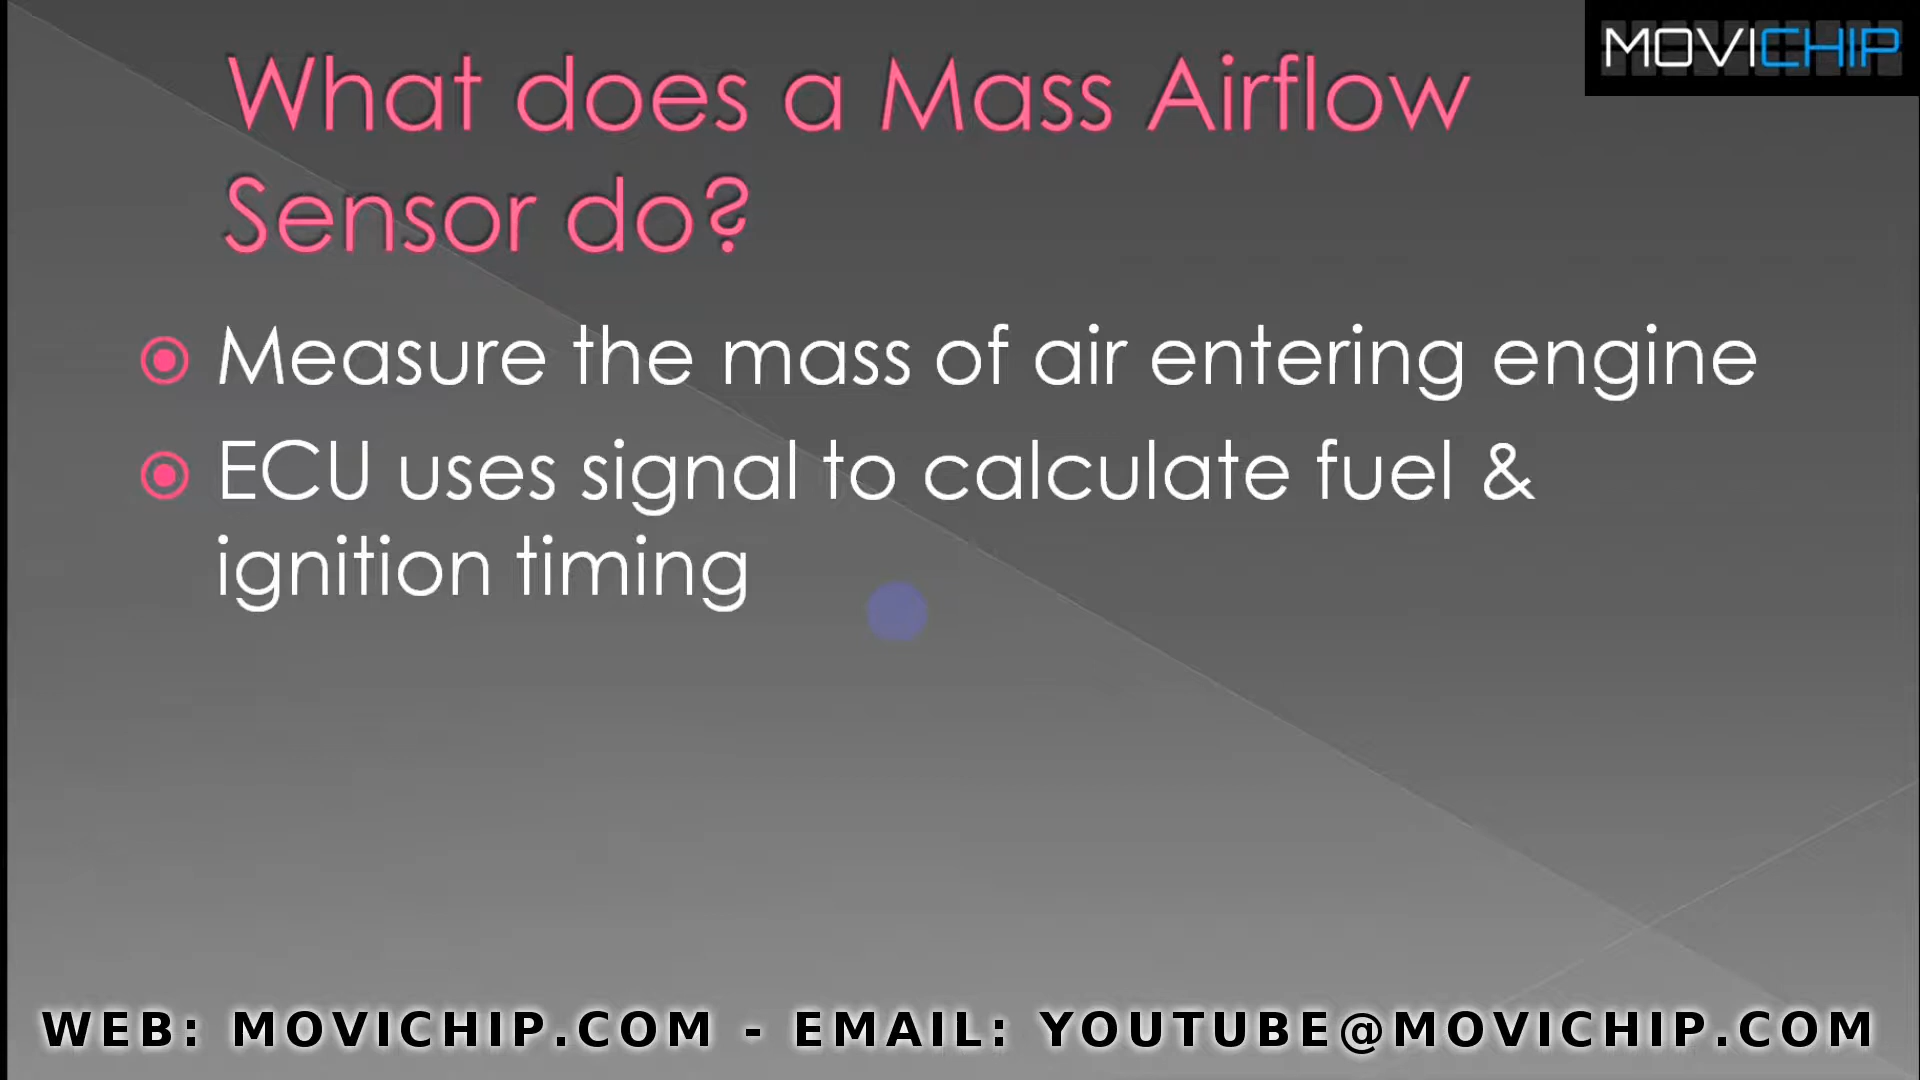 MOVICHIP
What does a Mass Airflow
Sensor do?
Measure the mass of air entering engine
ECU uses signal to calculate fuel &
ignition timing
WEB: MOVICHIP.COM - EMAIL: YOUTUBE@MOVICHIP.COM